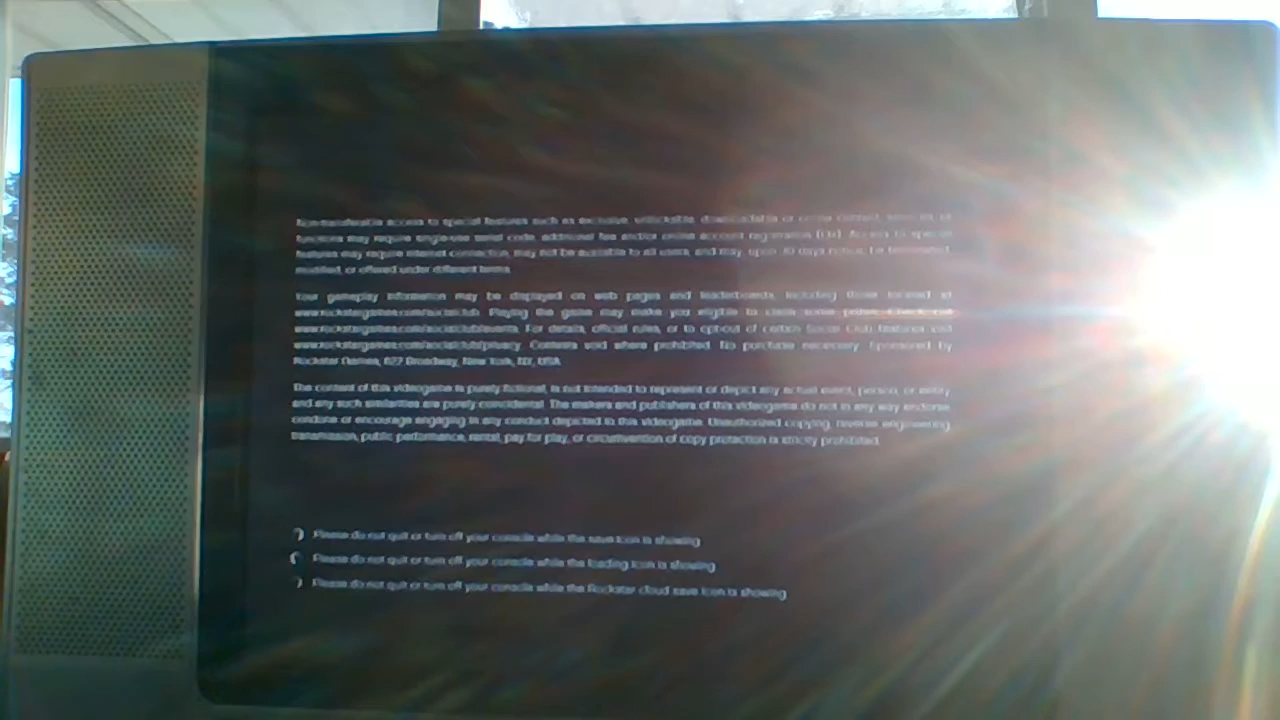 access to special features such as exclusive, unlockable, downloadable or online content, services, or
functions may require single-use serial code, additional fee and/or online account registration (13+). Access to special
features may require internet connection, may not be available to all users, and may, upon 30 days notice, be terminated,
modified, or offered under different terms.
Your gameplay information may be displayed on web pages and leaderboards, including those located at
www.rockstargames.com/socialclub. Playing the game may make you eligible to claim some prizes. Check out
www.rockstargames.com/socialclub/events. For details, official rules, or to opt-out of certain Social Club features visit
www.rockstargames.com/socialclub/privacy. Contests void where prohibited. No purchase necessary. Sponsored by
Rockstar Games, 622 Broadway, New York, NY, USA.
The content of this videogame is purely fictional, is not intended to represent or depict any actual event, person, or entity
and any such similarities are purely coincidental. The makers and publishers of this videogame do not in any way endorse,
condone or encourage engaging in any conduct depicted in this videogame. Unauthorized copying, reverse engineering,
transmission, public performance, rental, pay for play, or circumvention of copy protection is strictly prohibited.
Please do not quit or turn off your console while the save icon is showing
Please do not quit or turn off your console while the loading icon is showing
Please do not quit or turn off your console while the Rockstar cloud save icon is showing